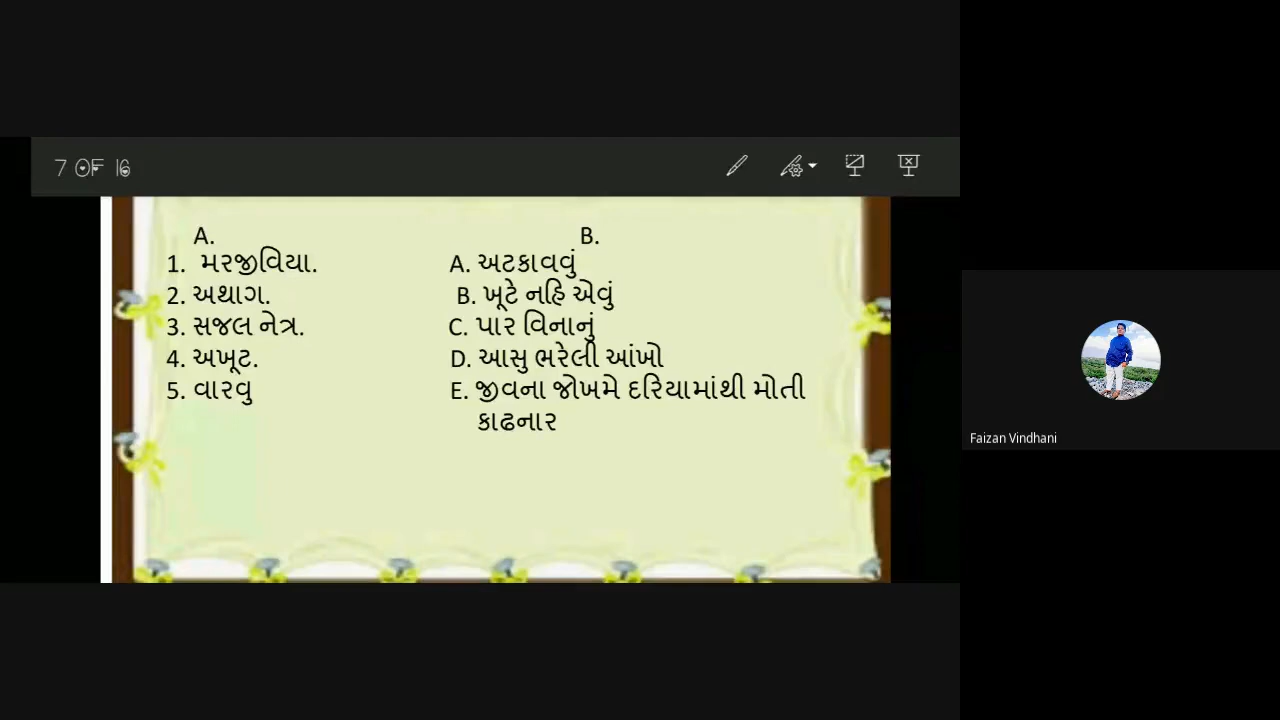 7 OF 16
A. B.
1. મરજીવિયા. A. અટકાવવું
2. અથાગ. B. ખૂટે નહિ એવું
3. સજલ નેત્ર. C. પાર વિનાનું
4. અખૂટ. D. આસુ ભરેલી આંખો
5. વારવુ E. જીવના જોખમે દરિયામાંથી મોતી
કાઢનાર
Faizan Vindhani